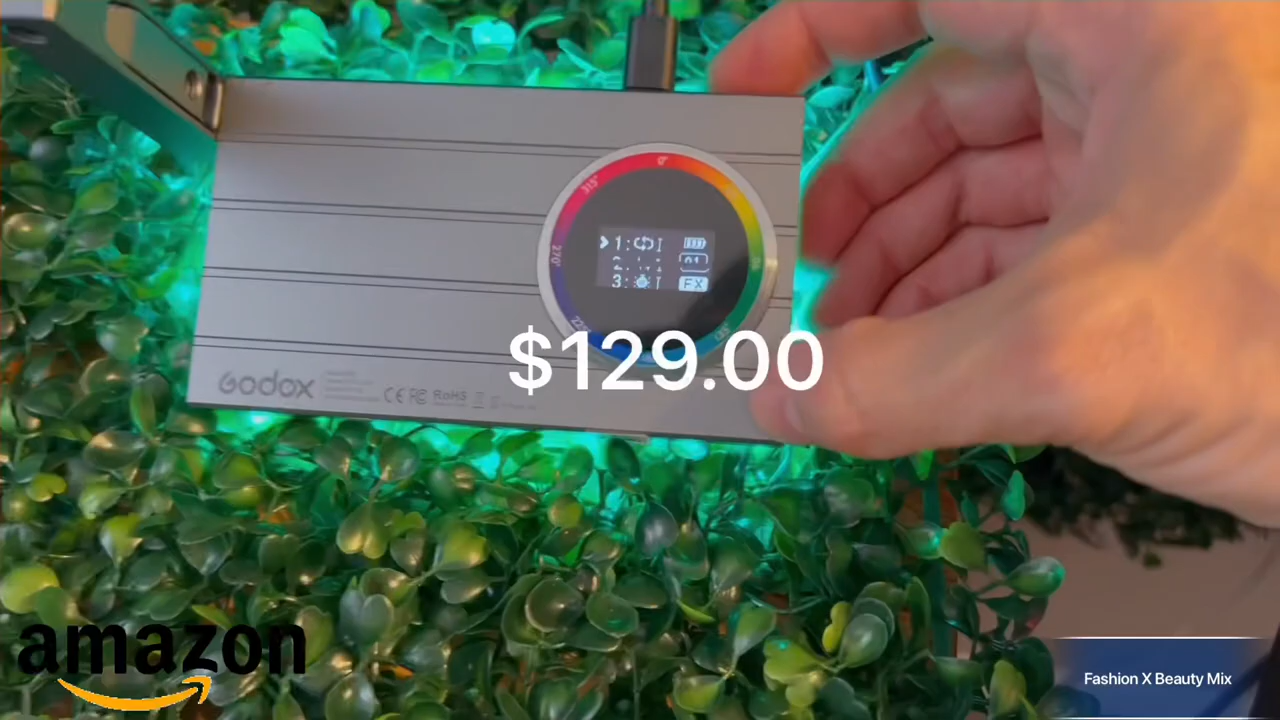 0°
315°
270°
1:
3:
FX
$129.00
Godox
CE FC RoHS
amazon
Fashion X Beauty Mix